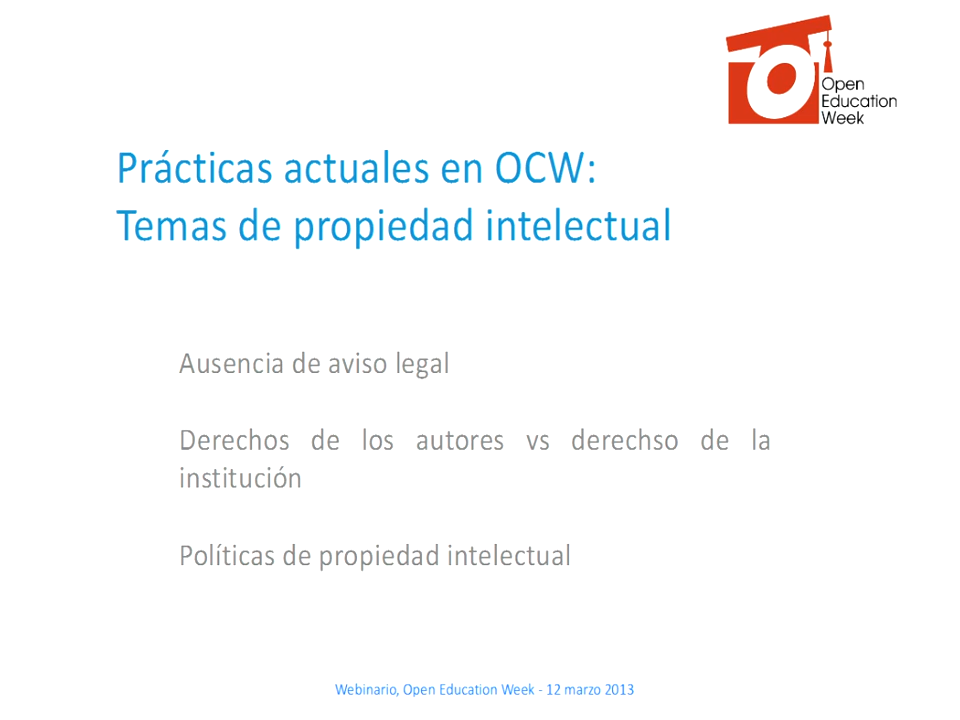 Open
Education
Week
Prácticas actuales en OCW:
Temas de propiedad intelectual
Ausencia de aviso legal
Derechos de los autores vs derechso de la
institución
Políticas de propiedad intelectual
Webinario, Open Education Week - 12 marzo 2013